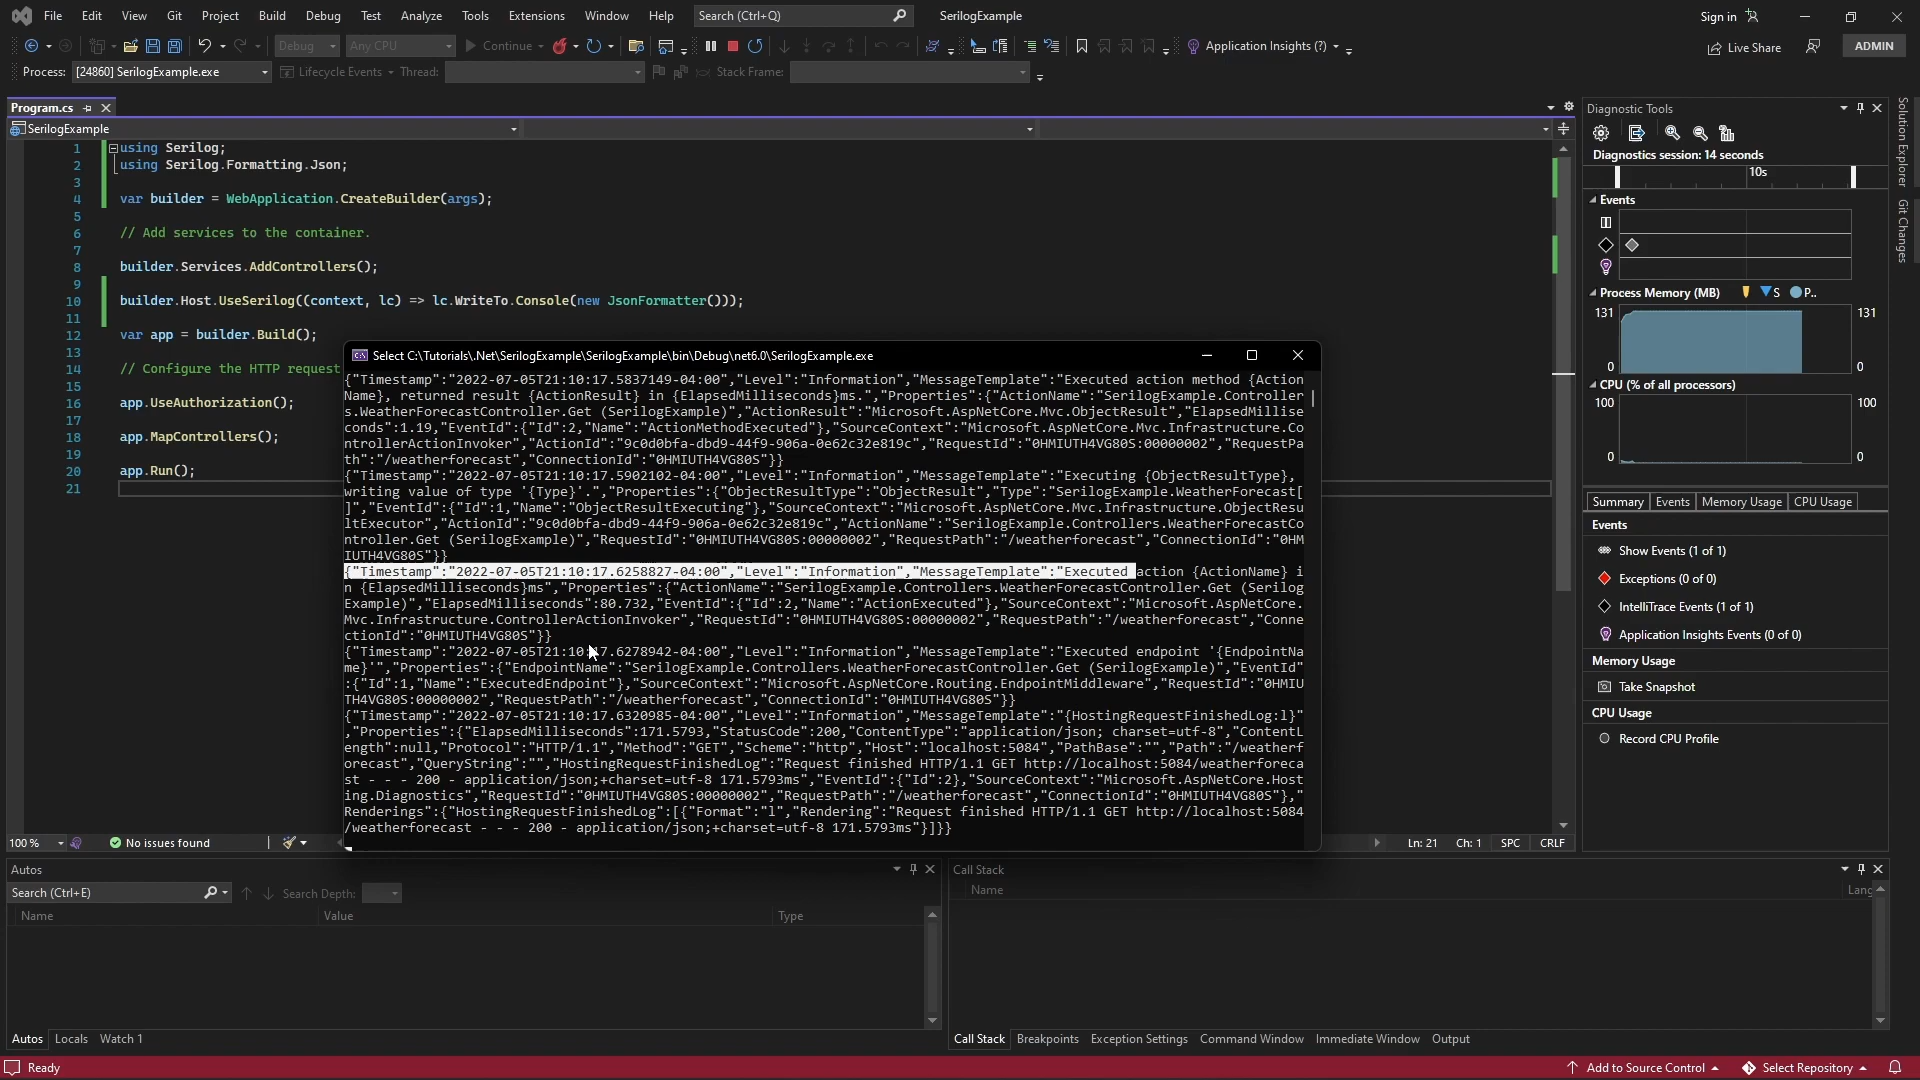 File Edit View Git Project Build Debug Test Analyze Tools Extensions Window Help Search (Ctrl+Q) SerilogExample Sign in
Debug Any CPU Continue Application Insights (?) Live Share ADMIN
Process: [24860] SerilogExample.exe Lifecycle Events Thread: Stack Frame:
Program.cs
SerilogExample
1 using Serilog;
2 using Serilog.Formatting.Json;
3
4 var builder = WebApplication.CreateBuilder(args);
5
6 // Add services to the container.
7
8 builder.Services.AddControllers();
9
10 builder.Host.UseSerilog((context, lc) => lc.WriteTo.Console(new JsonFormatter()));
11
12 var app = builder.Build();
13
14 // Configure the HTTP request
15
16 app.UseAuthorization();
17
18 app.MapControllers();
19
20 app.Run();
21
Select C:\Tutorials\.Net\SerilogExample\SerilogExample\bin\Debug\net6.0\SerilogExample.exe
{"Timestamp":"2022-07-05T21:10:17.5837149-04:00","Level":"Information","MessageTemplate":"Executed action method {Action
Name}, returned result {ActionResult} in {ElapsedMilliseconds}ms.","Properties":{"ActionName":"SerilogExample.Controller
s.WeatherForecastController.Get (SerilogExample)","ActionResult":"Microsoft.AspNetCore.Mvc.ObjectResult","ElapsedMillise
conds":1.19,"EventId":{"Id":2,"Name":"ActionMethodExecuted"},"SourceContext":"Microsoft.AspNetCore.Mvc.Infrastructure.Co
ntrollerActionInvoker","ActionId":"9c0d0bfa-dbd9-44f9-906a-0e62c32e819c","RequestId":"0HMIUTH4VG80S:00000002","RequestPa
th":"/weatherforecast","ConnectionId":"0HMIUTH4VG80S"}}
{"Timestamp":"2022-07-05T21:10:17.5902102-04:00","Level":"Information","MessageTemplate":"Executing {ObjectResultType},
writing value of type '{Type}'.","Properties":{"ObjectResultType":"ObjectResult","Type":"SerilogExample.WeatherForecast[
]","EventId":{"Id":1,"Name":"ObjectResultExecuting"},"SourceContext":"Microsoft.AspNetCore.Mvc.Infrastructure.ObjectResu
ltExecutor","ActionId":"9c0d0bfa-dbd9-44f9-906a-0e62c32e819c","ActionName":"SerilogExample.Controllers.WeatherForecastCo
ntroller.Get (SerilogExample)","RequestId":"0HMIUTH4VG80S:00000002","RequestPath":"/weatherforecast","ConnectionId":"0HM
IUTH4VG80S"}}
{"Timestamp":"2022-07-05T21:10:17.6258827-04:00","Level":"Information","MessageTemplate":"Executed action {ActionName} i
n {ElapsedMilliseconds}ms","Properties":{"ActionName":"SerilogExample.Controllers.WeatherForecastController.Get (Serilog
Example)","ElapsedMilliseconds":80.732,"EventId":{"Id":2,"Name":"ActionExecuted"},"SourceContext":"Microsoft.AspNetCore.
Mvc.Infrastructure.ControllerActionInvoker","RequestId":"0HMIUTH4VG80S:00000002","RequestPath":"/weatherforecast","Conne
ctionId":"0HMIUTH4VG80S"}}
{"Timestamp":"2022-07-05T21:10:17.6278942-04:00","Level":"Information","MessageTemplate":"Executed endpoint '{EndpointNa
me}'","Properties":{"EndpointName":"SerilogExample.Controllers.WeatherForecastController.Get (SerilogExample)","EventId"
:{"Id":1,"Name":"ExecutedEndpoint"},"SourceContext":"Microsoft.AspNetCore.Routing.EndpointMiddleware","RequestId":"0HMIU
TH4VG80S:00000002","RequestPath":"/weatherforecast","ConnectionId":"0HMIUTH4VG80S"}}
{"Timestamp":"2022-07-05T21:10:17.6320985-04:00","Level":"Information","MessageTemplate":"{HostingRequestFinishedLog:l}"
,"Properties":{"ElapsedMilliseconds":171.5793,"StatusCode":200,"ContentType":"application/json; charset=utf-8","ContentL
ength":null,"Protocol":"HTTP/1.1","Method":"GET","Scheme":"http","Host":"localhost:5084","PathBase":"","Path":"/weatherf
orecast","QueryString":"","HostingRequestFinishedLog":"Request finished HTTP/1.1 GET http://localhost:5084/weatherforeca
st - - - 200 - application/json;+charset=utf-8 171.5793ms","EventId":{"Id":2},"SourceContext":"Microsoft.AspNetCore.Host
ing.Diagnostics","RequestId":"0HMIUTH4VG80S:00000002","RequestPath":"/weatherforecast","ConnectionId":"0HMIUTH4VG80S"},"
Renderings":{"HostingRequestFinishedLog":[{"Format":"l","Rendering":"Request finished HTTP/1.1 GET http://localhost:5084
/weatherforecast - - - 200 - application/json;+charset=utf-8 171.5793ms"}]}}
100 % No issues found Ln: 21 Ch: 1 SPC CRLF
Diagnostic Tools
Diagnostics session: 14 seconds
10s
Events
Process Memory (MB) S P..
131 131
0 0
CPU (% of all processors)
100 100
0 0
Summary Events Memory Usage CPU Usage
Events
Show Events (1 of 1)
Exceptions (0 of 0)
IntelliTrace Events (1 of 1)
Application Insights Events (0 of 0)
Memory Usage
Take Snapshot
CPU Usage
Record CPU Profile
Solution Explorer
Git Changes
Autos
Search (Ctrl+E) Search Depth:
Name Value Type
Autos Locals Watch 1
Call Stack
Name Lang
Call Stack Breakpoints Exception Settings Command Window Immediate Window Output
Ready Add to Source Control Select Repository